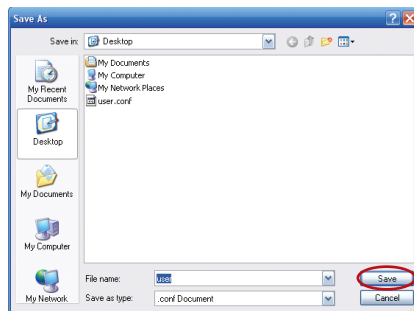 Save As
Save in: Desktop
My Recent Documents
Desktop
My Documents
My Computer
My Network
My Documents
My Computer
My Network Places
user.conf
File name: user
Save
Save as type: .conf Document
Cancel